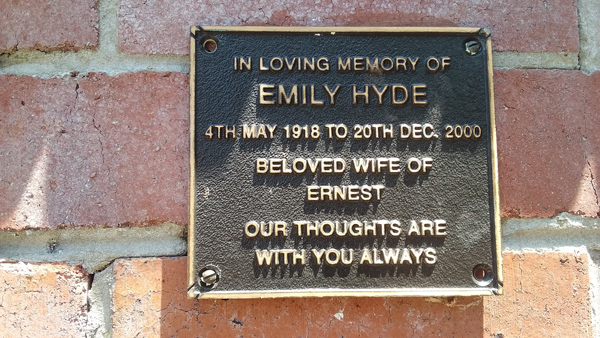 IN LOVING MEMORY OF
EMILY HYDE
4TH MAY 1918 TO 20TH DEC. 2000
BELOVED WIFE OF
ERNEST
OUR THOUGHTS ARE
WITH YOU ALWAYS